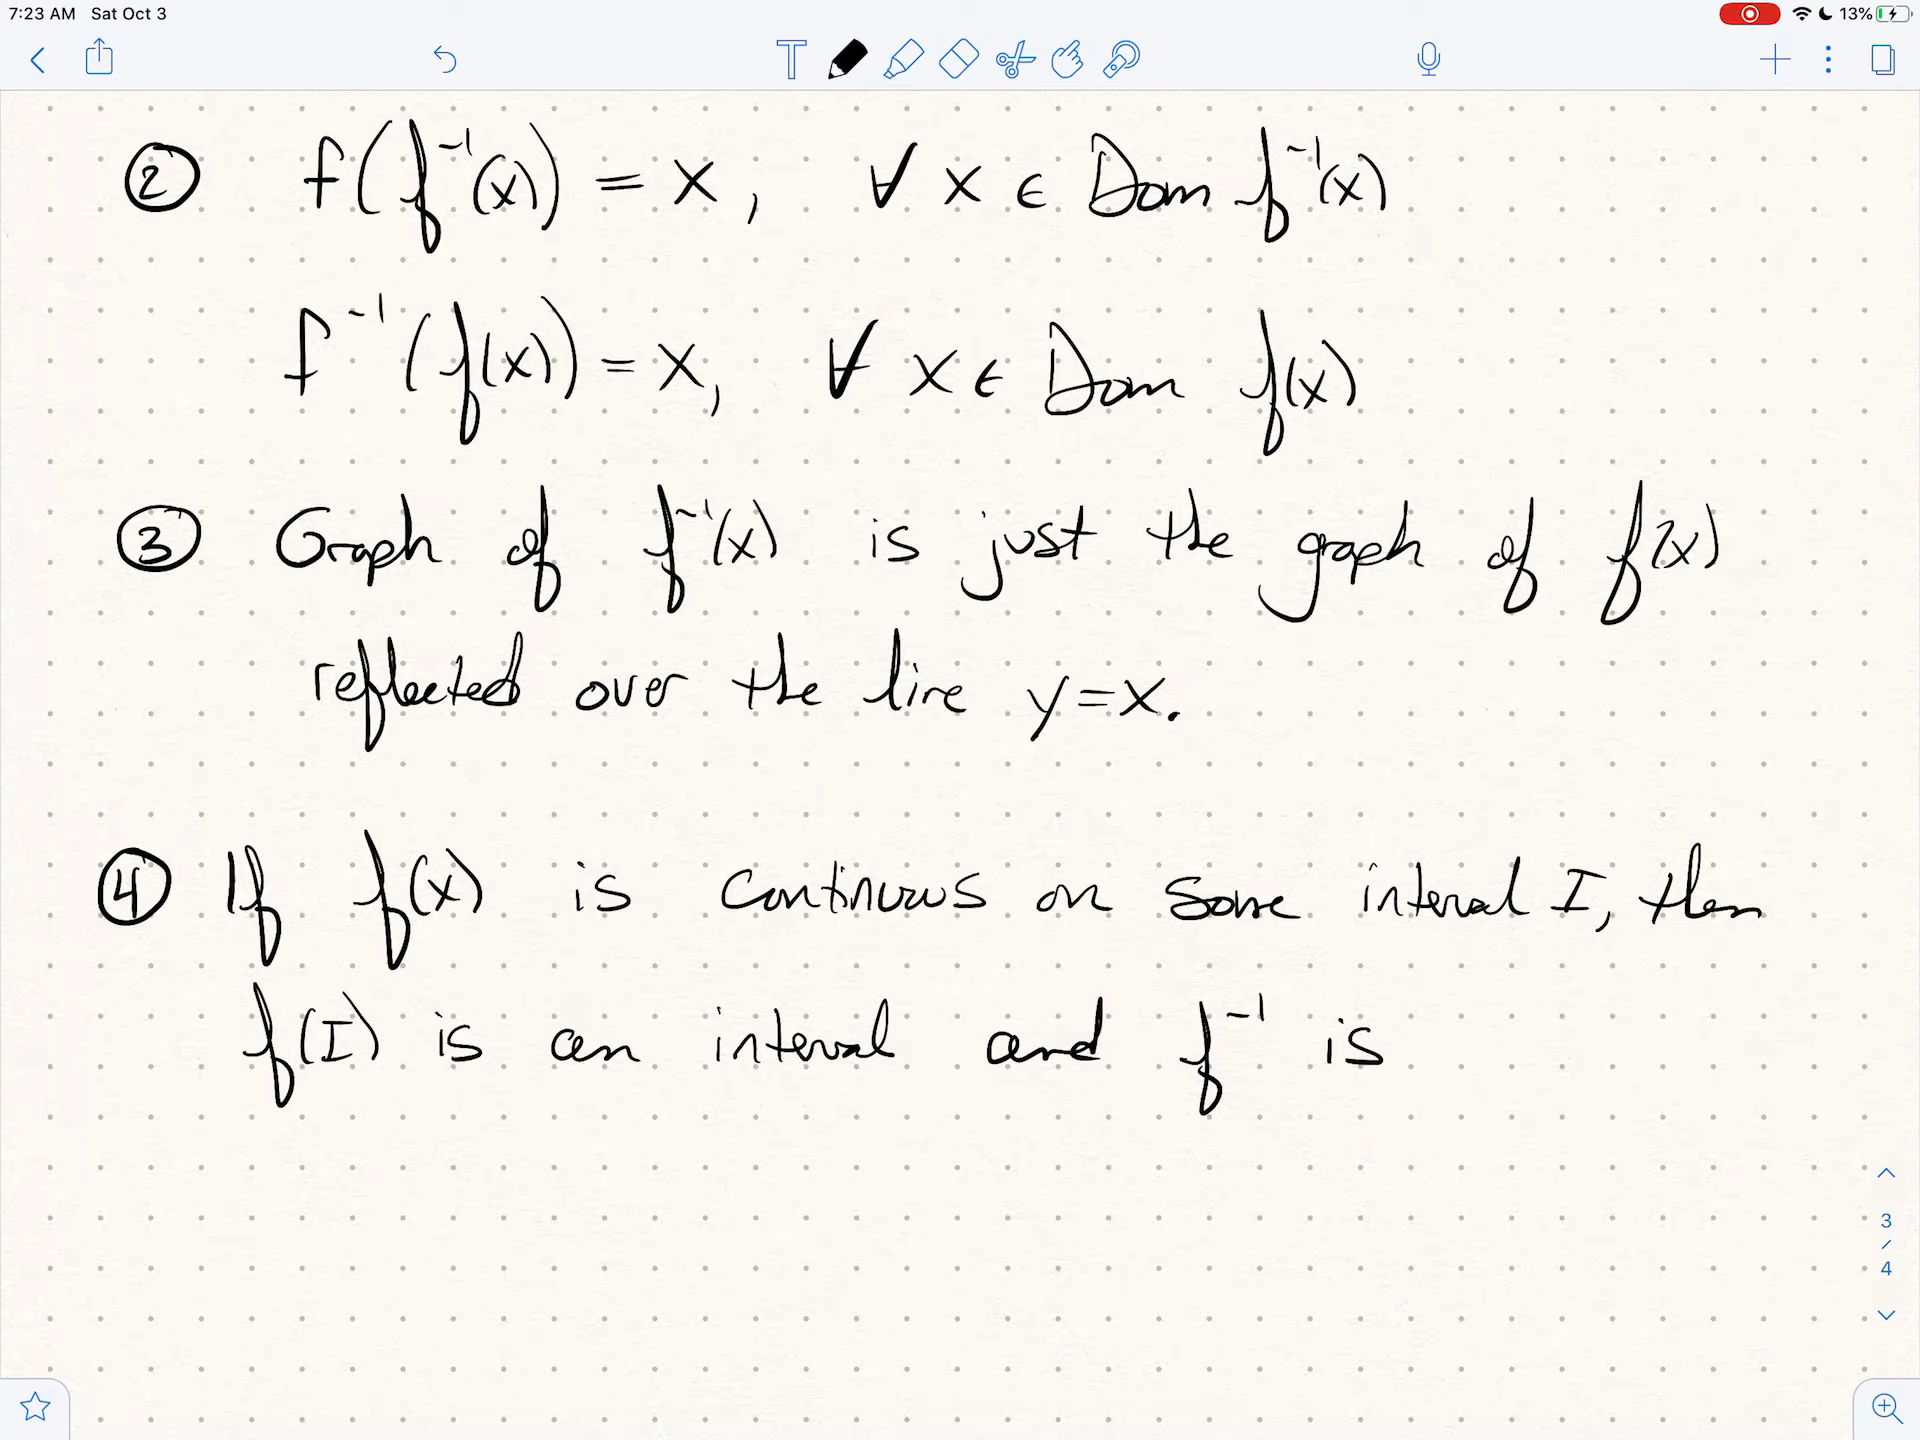 7:23 AM Sat Oct 3
13%
② f(f⁻¹(x)) = x, ∀ x ∈ Dom f⁻¹(x)
f⁻¹(f(x)) = x, ∀ x ∈ Dom f(x)
③ Graph of f⁻¹(x) is just the graph of f(x)
reflected over the line y=x.
④ If f(x) is continuous on some interval I, then
f(I) is an interval and f⁻¹ is
3
/
4